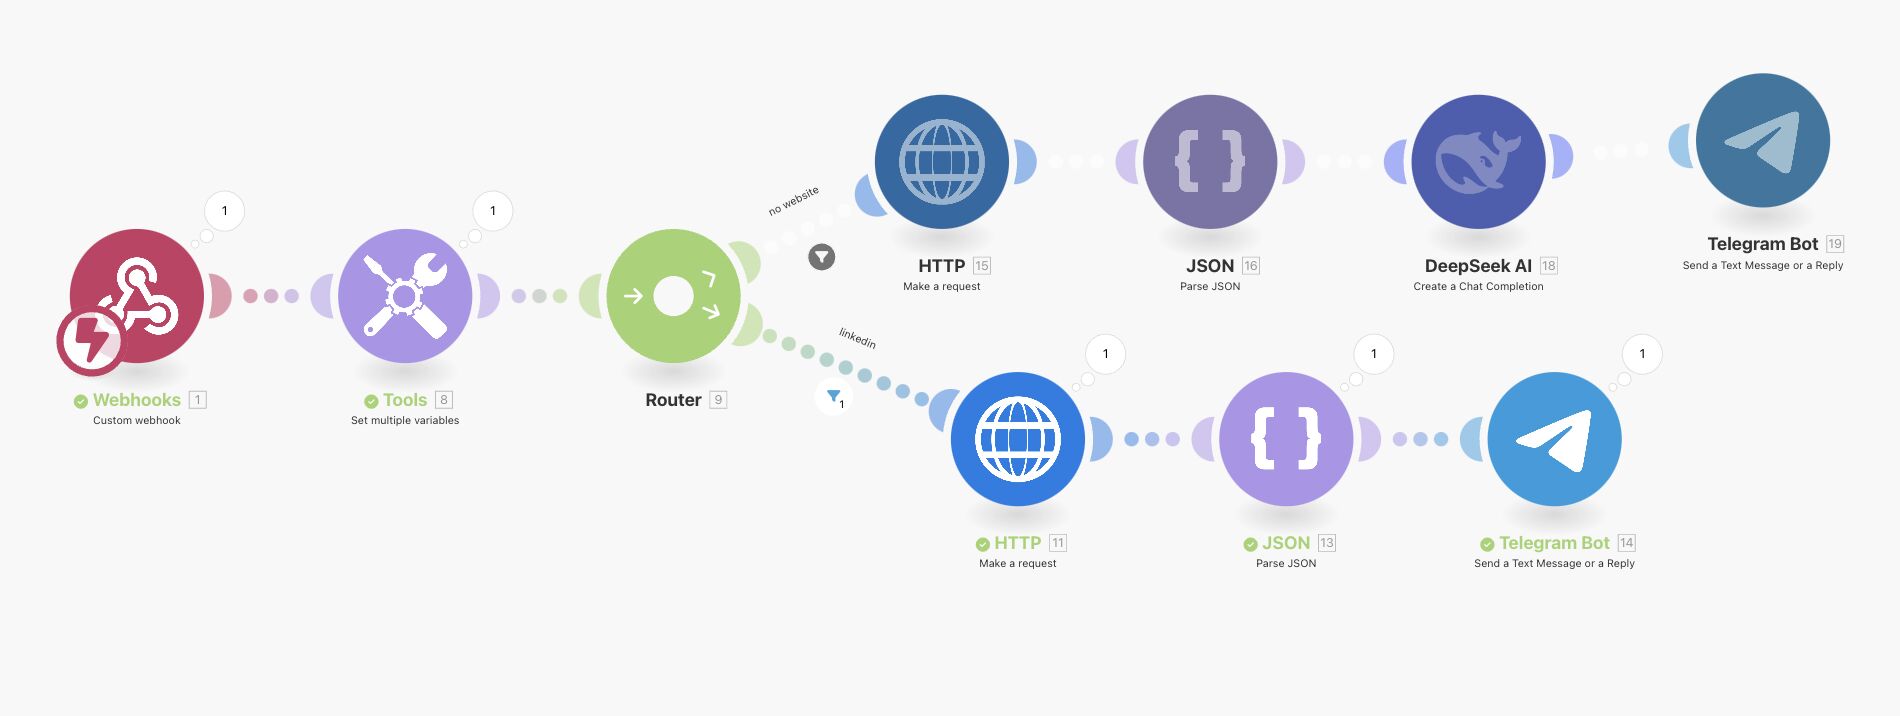 1
Webhooks 1
Custom webhook
1
Tools 8
Set multiple variables
Router 9
no website
HTTP 15
Make a request
JSON 16
Parse JSON
DeepSeek AI 18
Create a Chat Completion
Telegram Bot 19
Send a Text Message or a Reply
linkedin
1
1
HTTP 11
Make a request
1
JSON 13
Parse JSON
1
Telegram Bot 14
Send a Text Message or a Reply